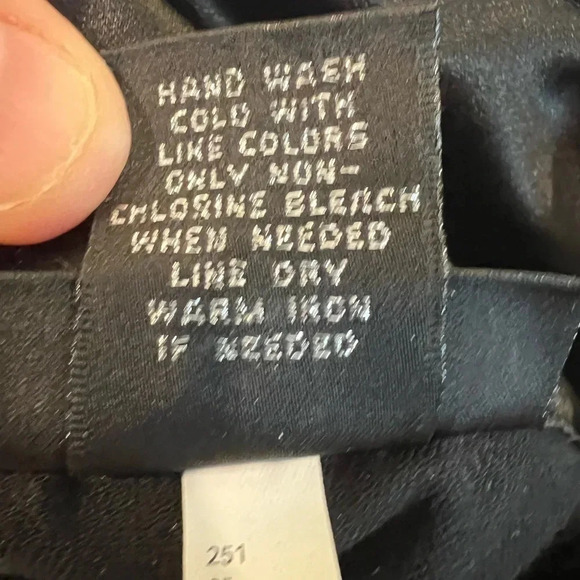 HAND WASH
COLD WITH
LIKE COLORS
ONLY NON-
CHLORINE BLEACH
WHEN NEEDED
LINE DRY
WARM IRON
IF NEEDED
251